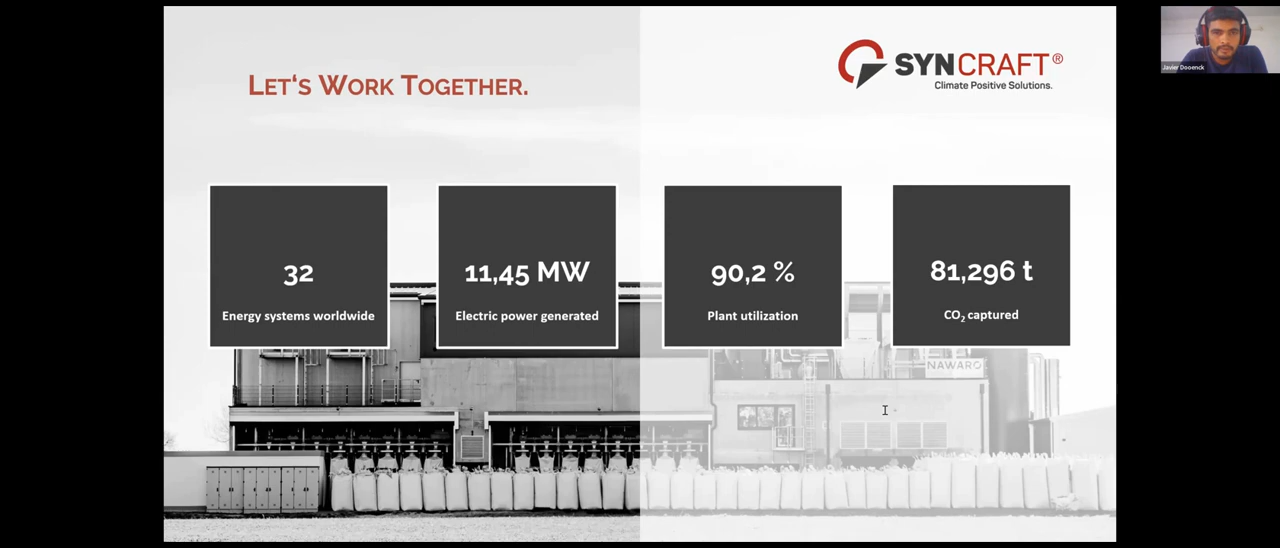 LET'S WORK TOGETHER.
SYNCRAFT®
Climate Positive Solutions.
32
Energy systems worldwide
11,45 MW
Electric power generated
90,2 %
Plant utilization
81,296 t
CO₂ captured
NAWARO
Javier Dooenck